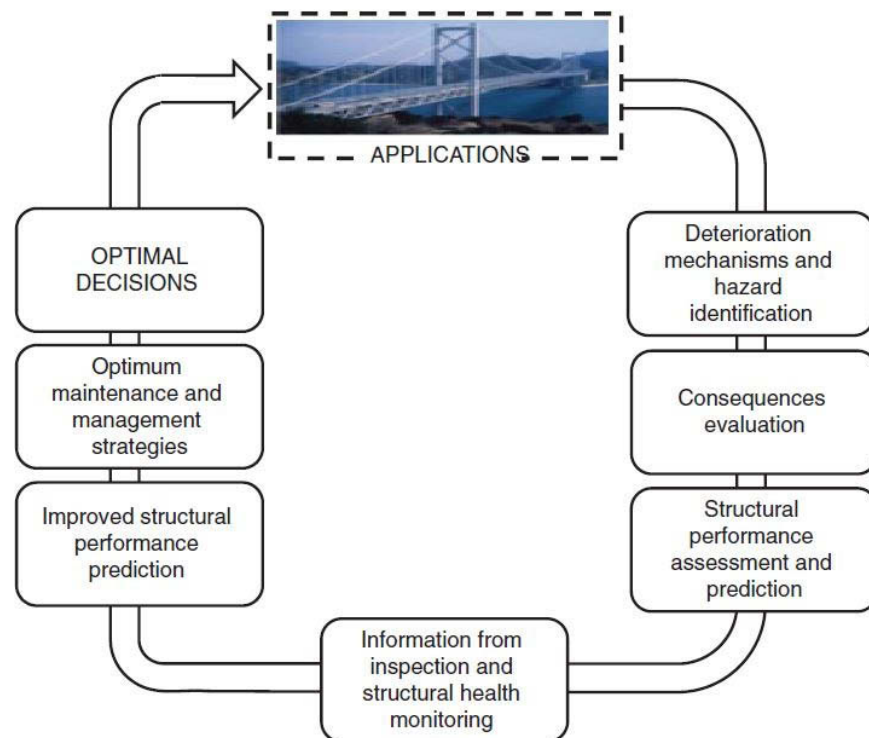 APPLICATIONS
Deterioration
mechanisms and
hazard
identification
Consequences
evaluation
Structural
performance
assessment and
prediction
Information from
inspection and
structural health
monitoring
Improved structural
performance
prediction
Optimum
maintenance and
management
strategies
OPTIMAL
DECISIONS